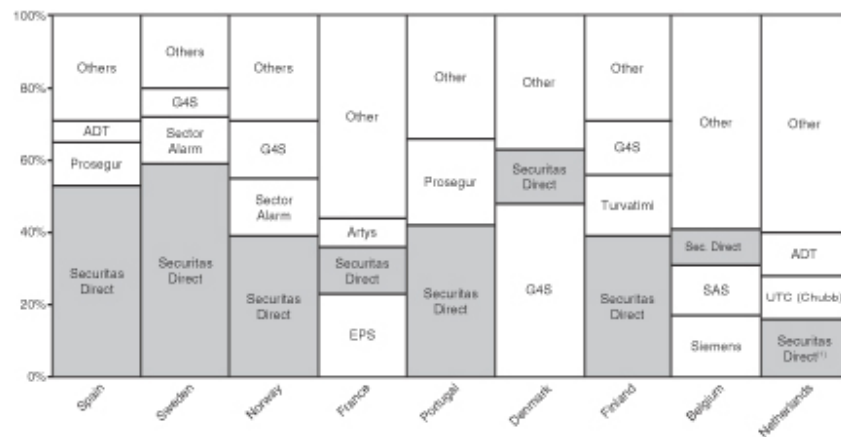 100%
80%
60%
40%
20%
0%
Others
ADT
Prosegur
Securitas
Direct
Others
G4S
Sector
Alarm
Securitas
Direct
Others
G4S
Sector
Alarm
Securitas
Direct
Other
Artys
Securitas
Direct
EPS
Other
Prosegur
Securitas
Direct
Other
Securitas
Direct
G4S
Other
G4S
Turvatimi
Securitas
Direct
Other
Sec. Direct
SAS
Siemens
Other
ADT
UTC (Chubb)
Securitas
Direct⁽¹⁾
Spain
Sweden
Norway
France
Portugal
Denmark
Finland
Belgium
Netherlands